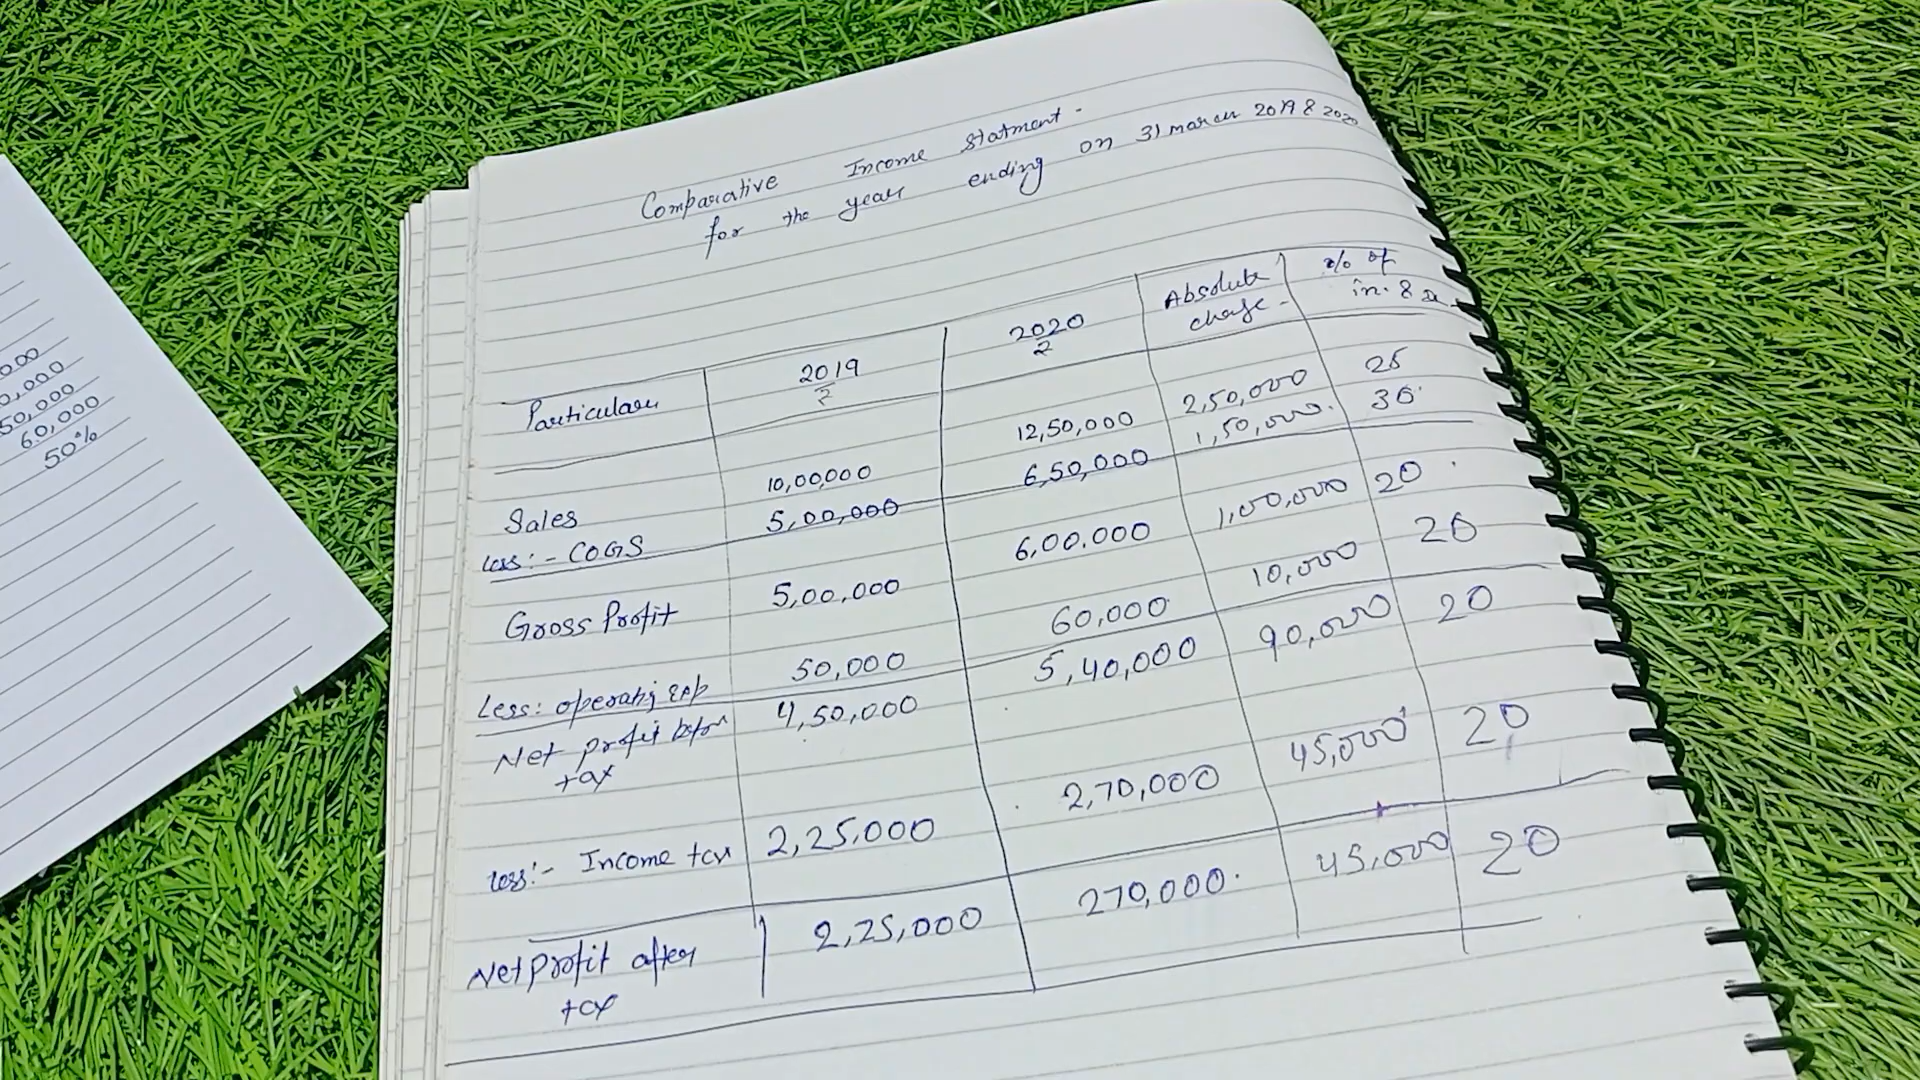 Comparative Income Statment -
for the year ending on 31 march 2019 & 2020
Particulars 2019 2020 Absolute change - % of in. & de
Sales 10,00,000 12,50,000 2,50,000 25
less:- COGS 5,00,000 6,50,000 1,50,000. 30
Gross Profit 5,00,000 6,00.000 1,00,000 20
Less: operating exp 50,000 60,000 10,000 20
Net profit before tax 4,50,000 5,40,000 90,000 20
less:- Income tax 2,25,000 2,70,000 45,000 20
Net profit after tax 2,25,000 270,000. 45,000 20
50,000
60,000
50%